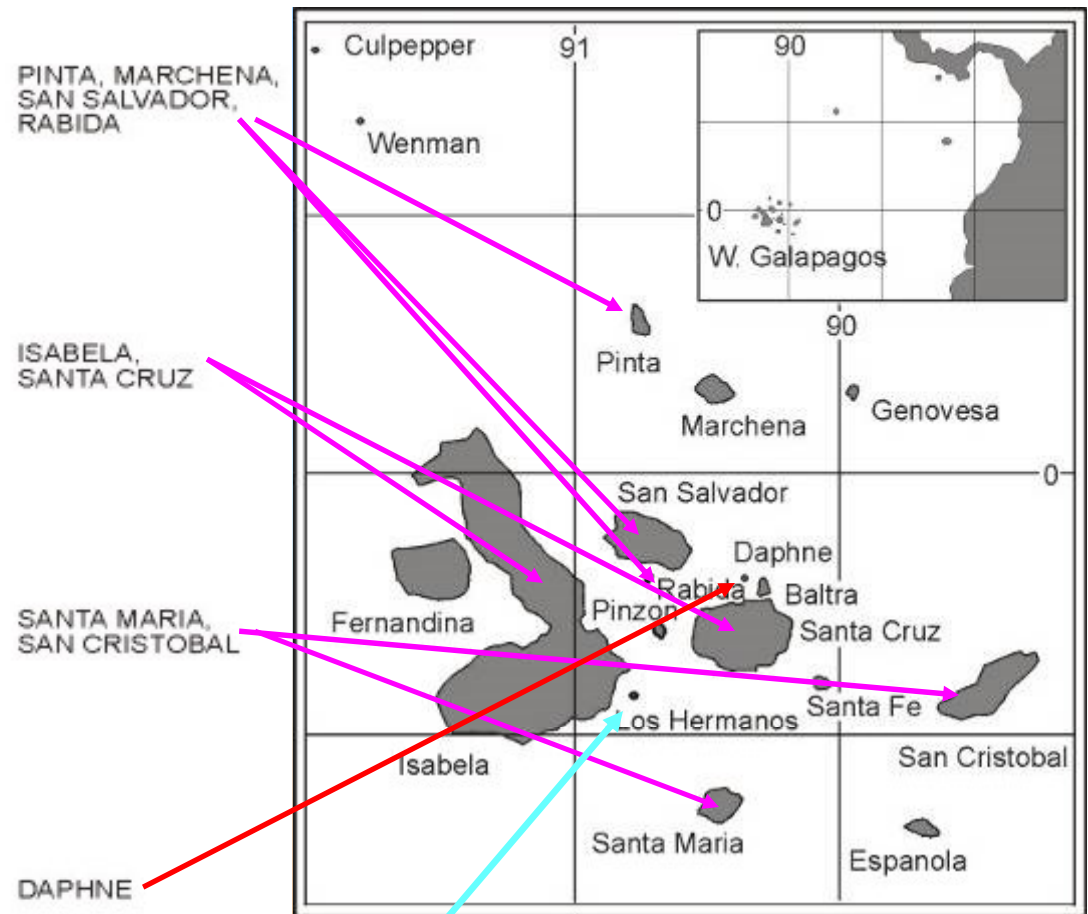 PINTA, MARCHENA,
SAN SALVADOR,
RABIDA
ISABELA,
SANTA CRUZ
SANTA MARIA,
SAN CRISTOBAL
DAPHNE
Culpepper
91
90
Wenman
0
W. Galapagos
90
Pinta
Marchena
Genovesa
0
San Salvador
Daphne
Rabida
Baltra
Pinzon
Fernandina
Santa Cruz
Santa Fe
Los Hermanos
San Cristobal
Isabela
Santa Maria
Espanola